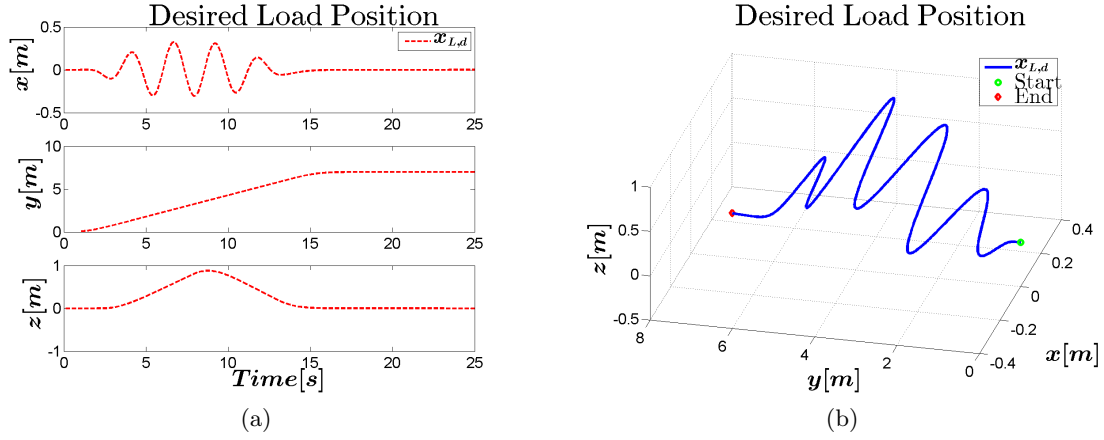 Desired Load Position
x[m]
0.5
0
-0.5
x_{L,d}
0 5 10 15 20 25
y[m]
10
5
0
0 5 10 15 20 25
z[m]
1
0
-1
0 5 10 15 20 25
Time[s]
(a)
Desired Load Position
x_{L,d}
Start
End
z[m]
1
0.5
0
-0.5
8 6 4 2 0
y[m]
0.4
0.2
0
-0.2
-0.4
x[m]
(b)